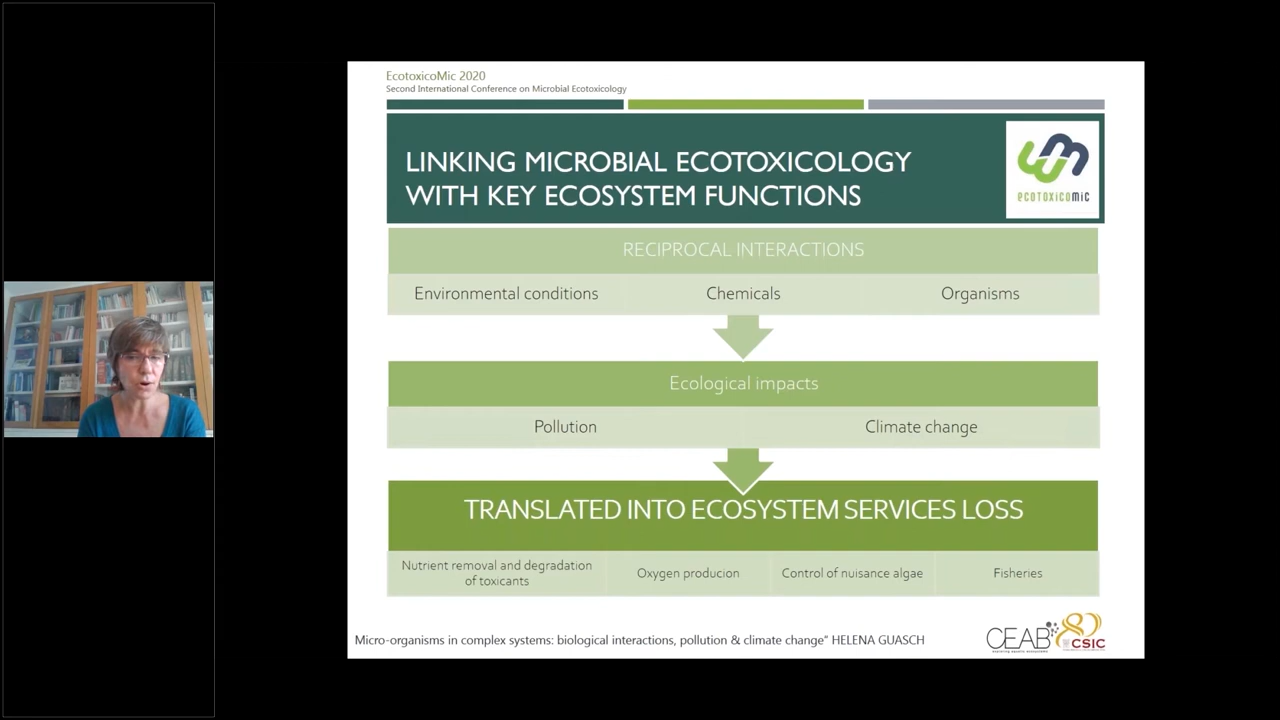 EcotoxicoMic 2020
Second International Conference on Microbial Ecotoxicology
LINKING MICROBIAL ECOTOXICOLOGY
WITH KEY ECOSYSTEM FUNCTIONS
ecotoxicomic
RECIPROCAL INTERACTIONS
Environmental conditions
Chemicals
Organisms
Ecological impacts
Pollution
Climate change
TRANSLATED INTO ECOSYSTEM SERVICES LOSS
Nutrient removal and degradation
of toxicants
Oxygen producion
Control of nuisance algae
Fisheries
Micro-organisms in complex systems: biological interactions, pollution & climate change” HELENA GUASCH
CEAB
80
CSIC